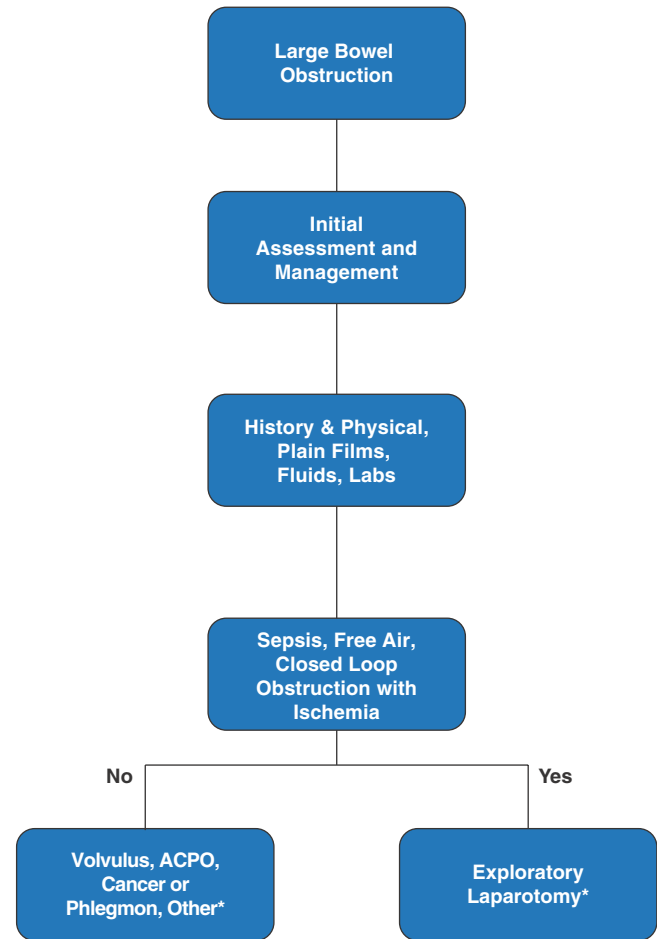 Large Bowel
Obstruction
Initial
Assessment and
Management
History & Physical,
Plain Films,
Fluids, Labs
Sepsis, Free Air,
Closed Loop
Obstruction with
Ischemia
No
Yes
Volvulus, ACPO,
Cancer or
Phlegmon, Other*
Exploratory
Laparotomy*